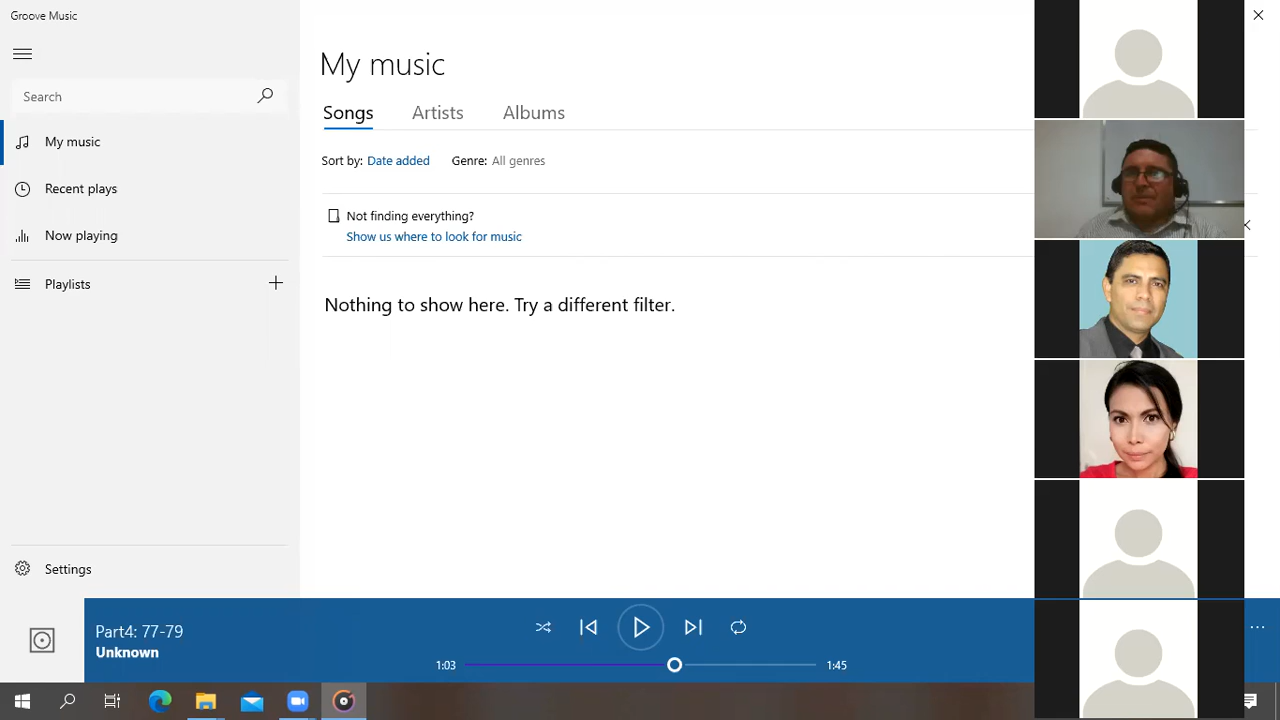 Groove Music
Search
My music
Recent plays
Now playing
Playlists
Settings
My music
Songs Artists Albums
Sort by: Date added Genre: All genres
Not finding everything?
Show us where to look for music
Nothing to show here. Try a different filter.
Part4: 77-79
Unknown
1:03 1:45